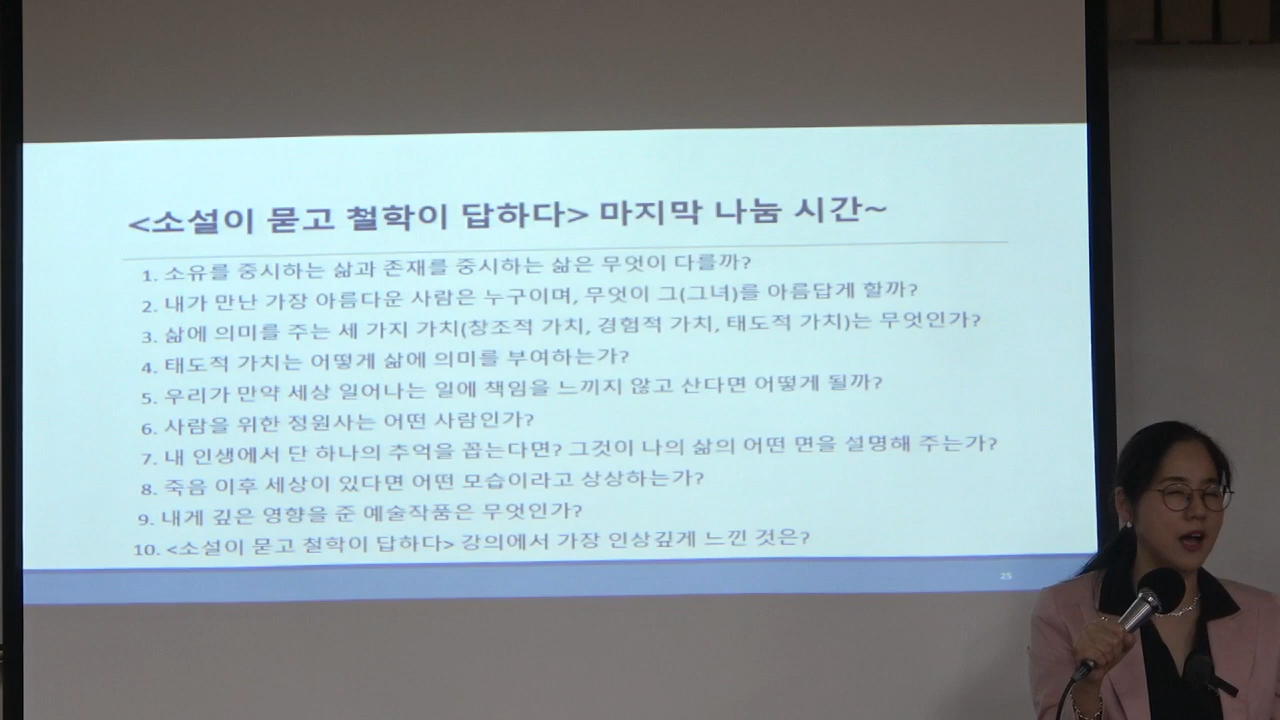 <소설이 묻고 철학이 답하다> 마지막 나눔 시간~
1. 소유를 중시하는 삶과 존재를 중시하는 삶은 무엇이 다를까?
2. 내가 만난 가장 아름다운 사람은 누구이며, 무엇이 그(그녀)를 아름답게 할까?
3. 삶에 의미를 주는 세 가지 가치(창조적 가치, 경험적 가치, 태도적 가치)는 무엇인가?
4. 태도적 가치는 어떻게 삶에 의미를 부여하는가?
5. 우리가 만약 세상 일어나는 일에 책임을 느끼지 않고 산다면 어떻게 될까?
6. 사람을 위한 정원사는 어떤 사람인가?
7. 내 인생에서 단 하나의 추억을 꼽는다면? 그것이 나의 삶의 어떤 면을 설명해 주는가?
8. 죽음 이후 세상이 있다면 어떤 모습이라고 상상하는가?
9. 내게 깊은 영향을 준 예술작품은 무엇인가?
10. <소설이 묻고 철학이 답하다> 강의에서 가장 인상깊게 느낀 것은?
25